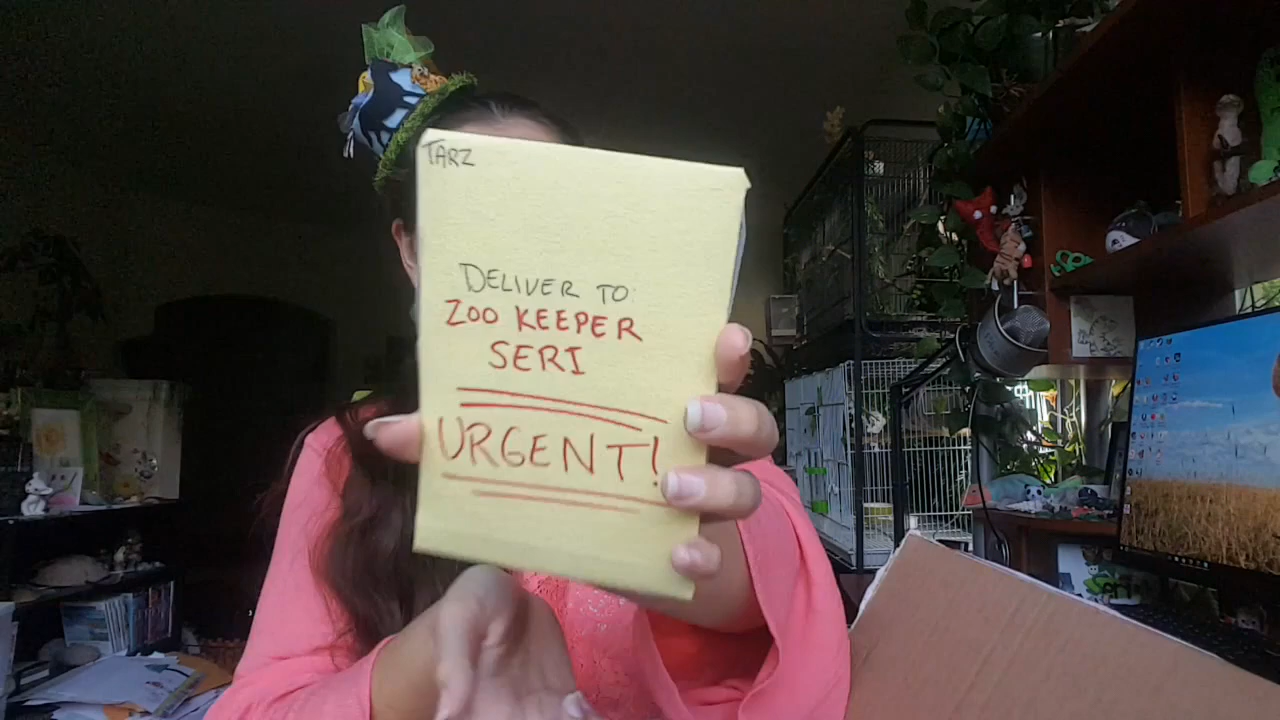 TARZ
DELIVER TO:
ZOO KEEPER
SERI
URGENT!